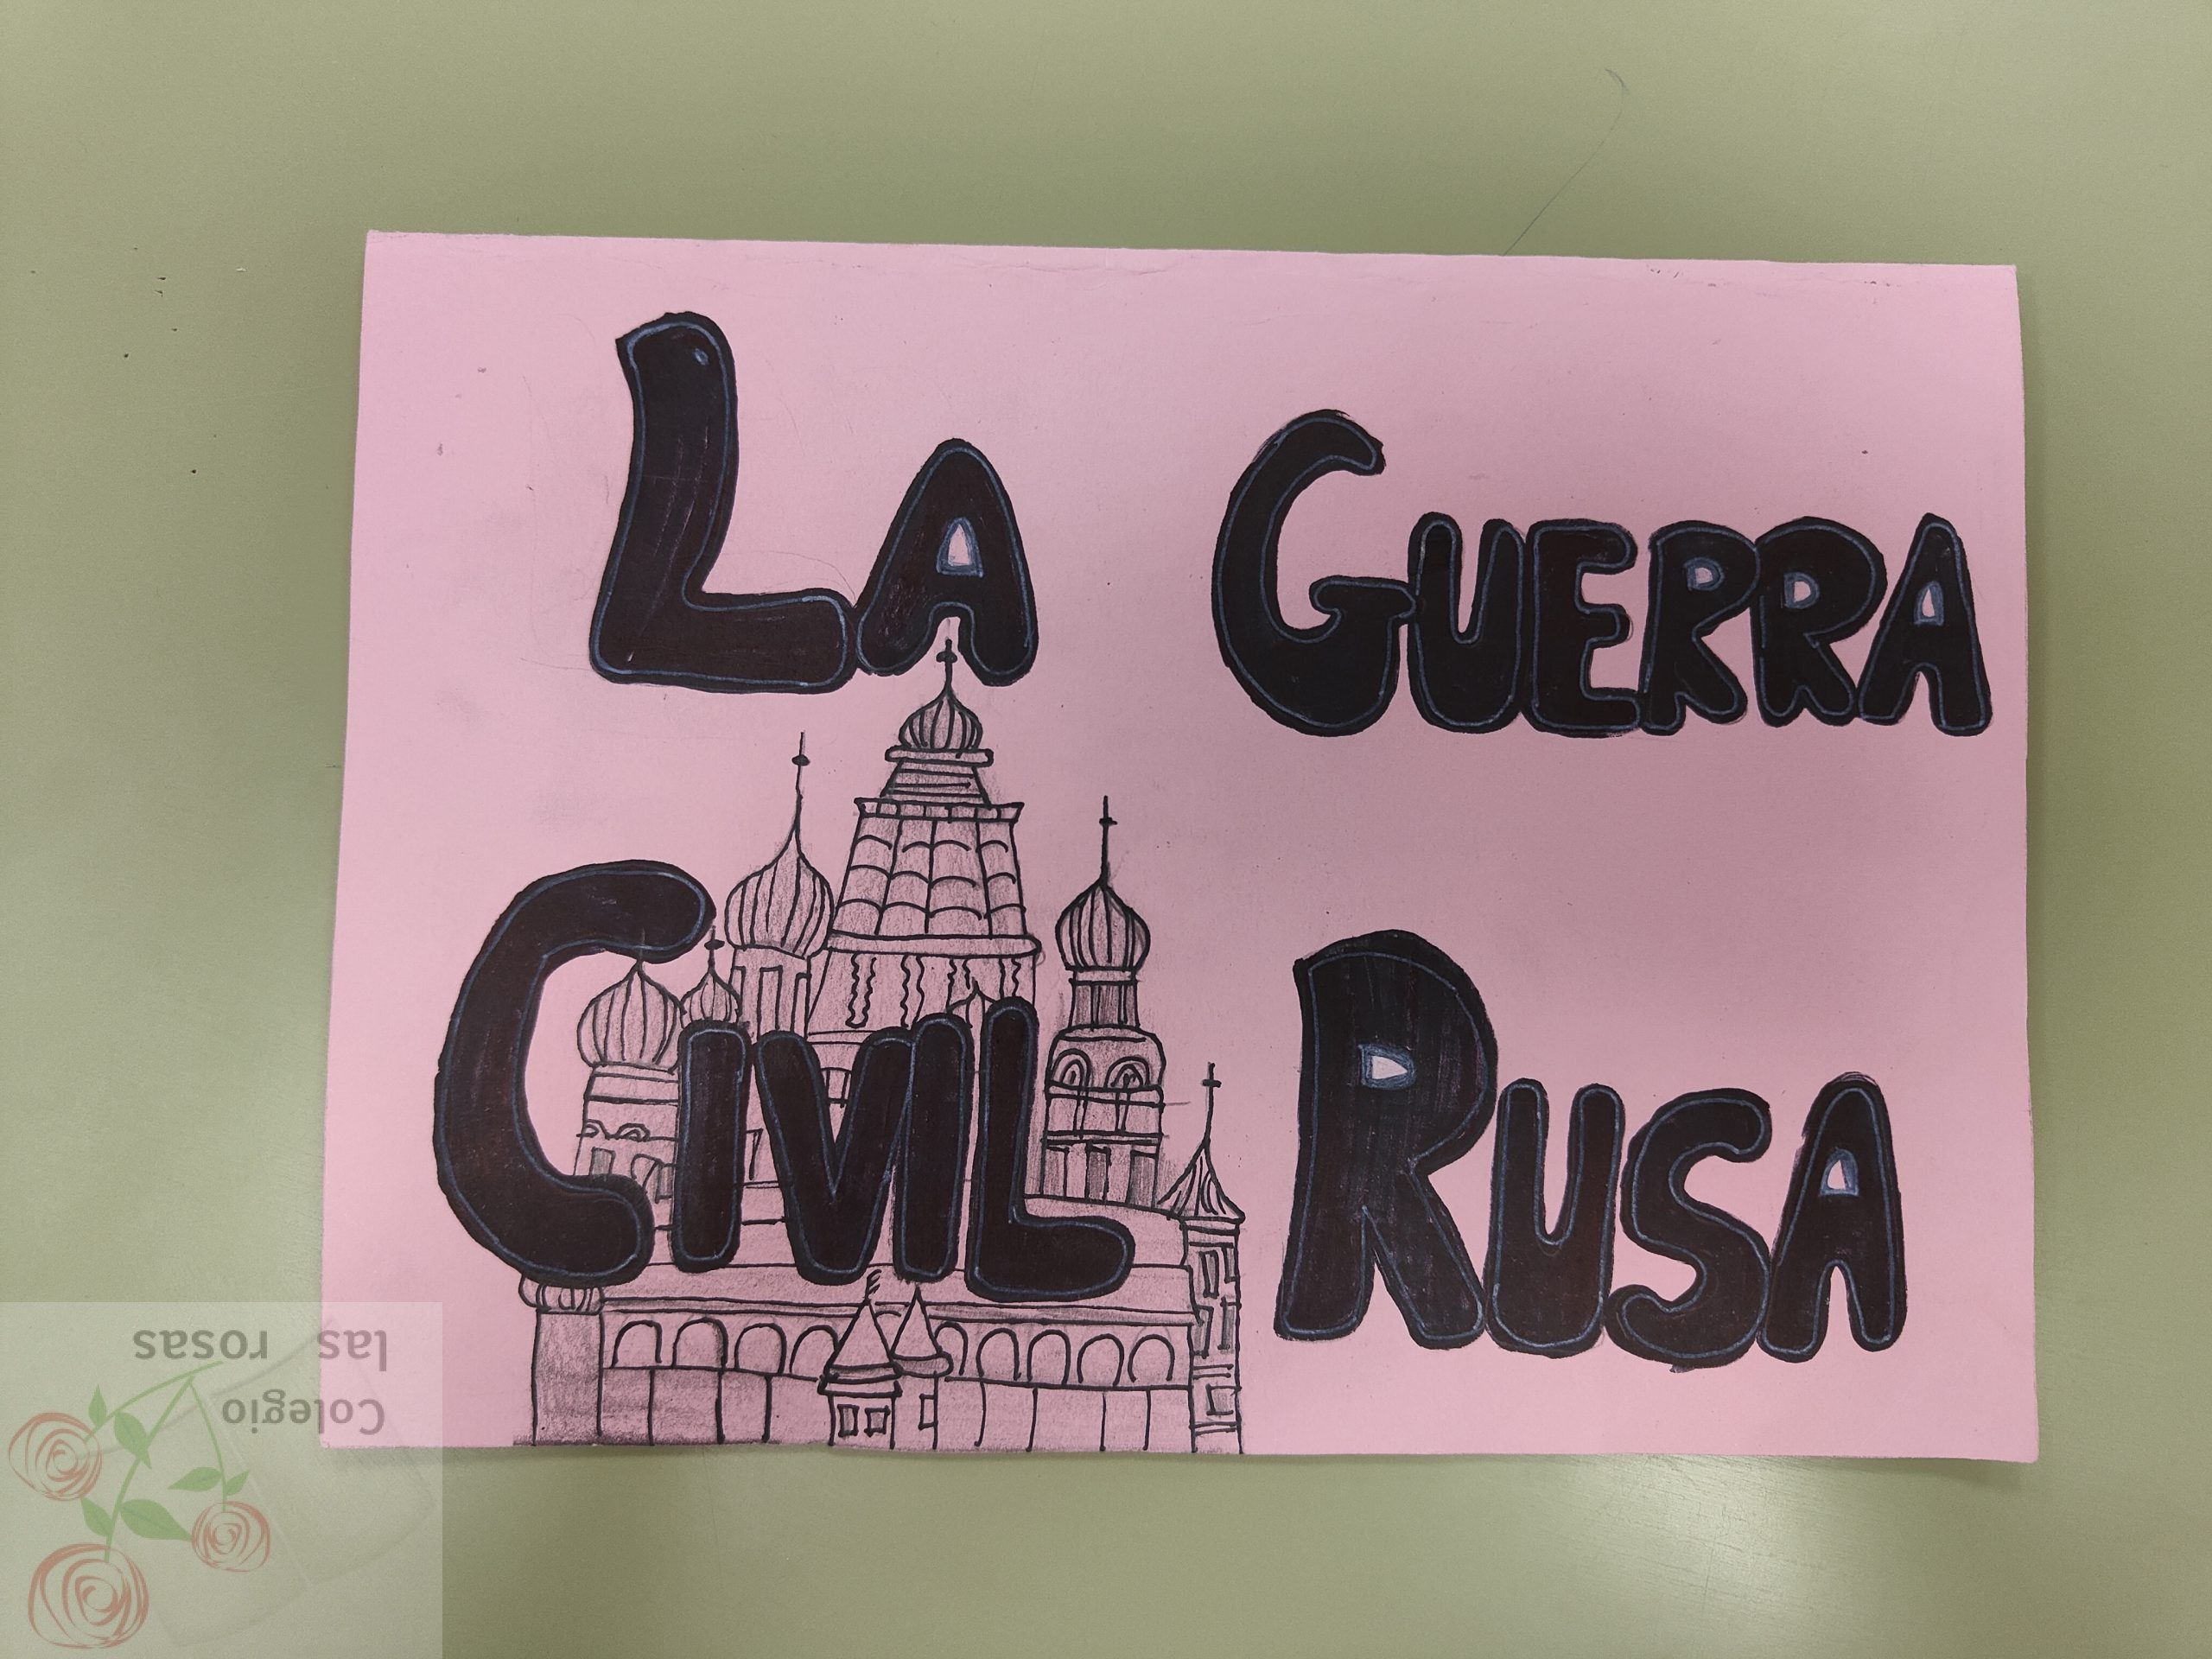 LA GUERRA
CIVIL RUSA
Colegio
las rosas